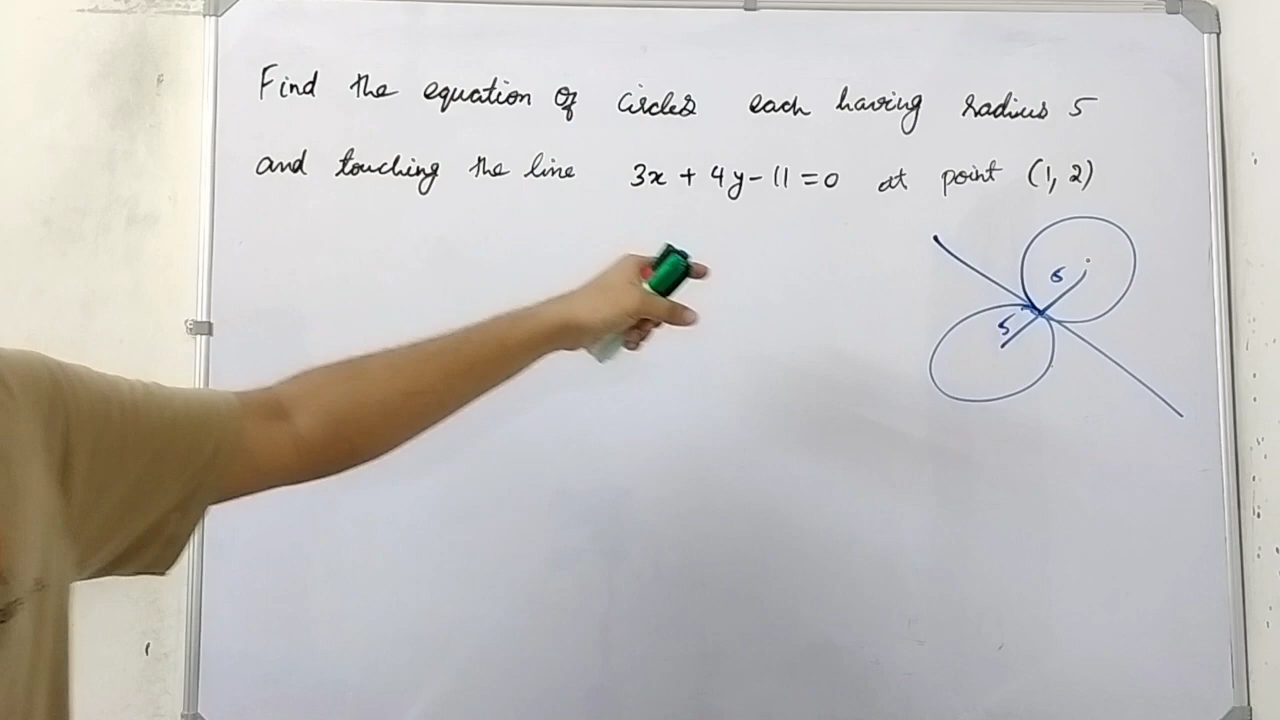 Find the equation of circles each having radius 5
and touching the line 3x + 4y - 11 = 0 at point (1, 2)
5
5